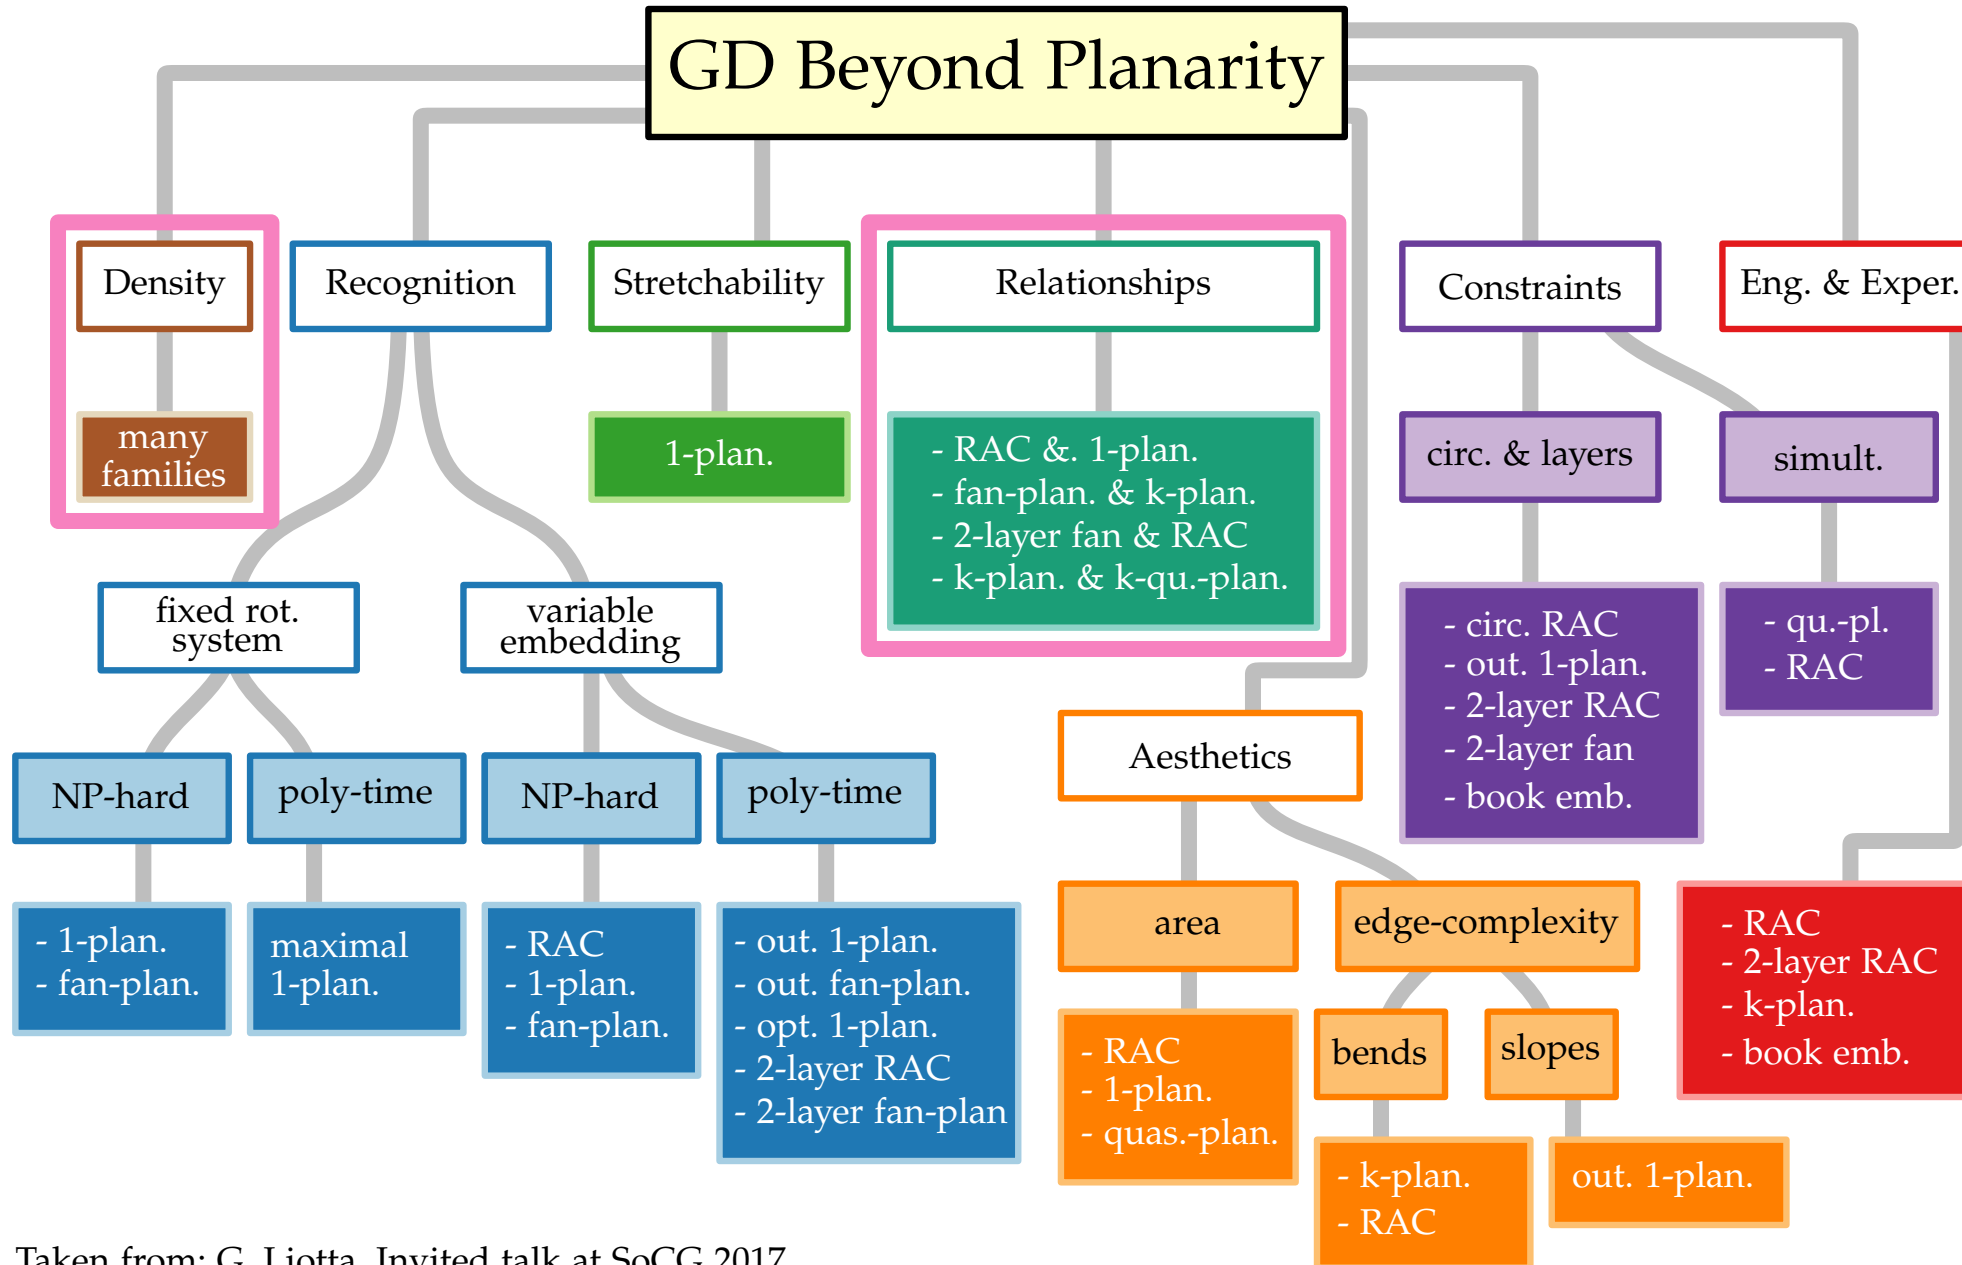 GD Beyond Planarity
Density
Recognition
Stretchability
Relationships
Constraints
Eng. & Exper.
many
families
1-plan.
- RAC &. 1-plan.
- fan-plan. & k-plan.
- 2-layer fan & RAC
- k-plan. & k-qu.-plan.
circ. & layers
simult.
fixed rot.
system
variable
embedding
- circ. RAC
- out. 1-plan.
- 2-layer RAC
- 2-layer fan
- book emb.
- qu.-pl.
- RAC
NP-hard
poly-time
NP-hard
poly-time
Aesthetics
- 1-plan.
- fan-plan.
maximal
1-plan.
- RAC
- 1-plan.
- fan-plan.
- out. 1-plan.
- out. fan-plan.
- opt. 1-plan.
- 2-layer RAC
- 2-layer fan-plan
area
edge-complexity
- RAC
- 2-layer RAC
- k-plan.
- book emb.
- RAC
- 1-plan.
- quas.-plan.
bends
slopes
- k-plan.
- RAC
out. 1-plan.
Taken from: G. Liotta, Invited talk at SoCG 2017